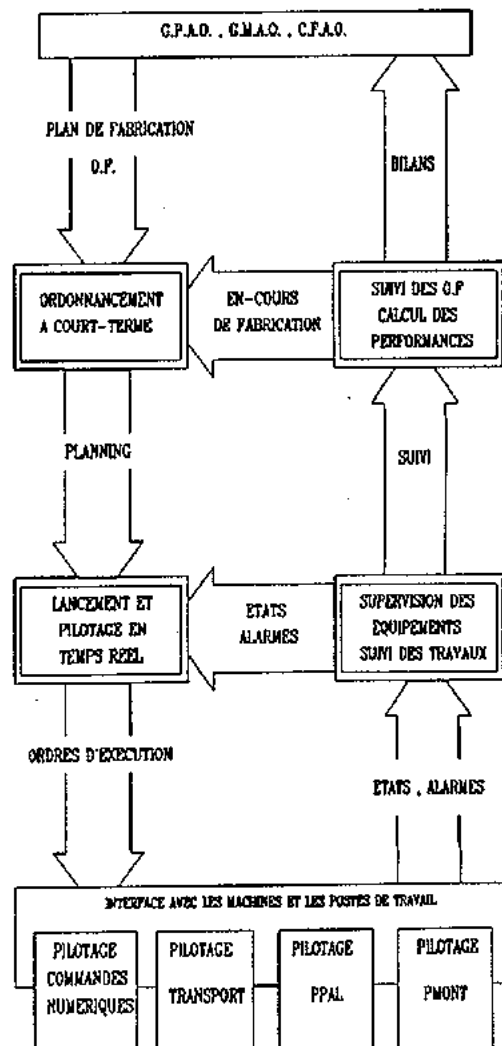 G.P.A.O. , G.M.A.O. , C.F.A.O.
PLAN DE FABRICATION
O.F.
BILANS
ORDONNANCEMENT
A COURT-TERME
EN-COURS
DE FABRICATION
SUIVI DES O.F
CALCUL DES
PERFORMANCES
PLANNING
SUIVI
LANCEMENT ET
PILOTAGE EN
TEMPS REEL
ETATS
ALARMES
SUPERVISION DES
EQUIPEMENTS
SUIVI DES TRAVAUX
ORDRES D'EXECUTION
ETATS , ALARMES
INTERFACE AVEC LES MACHINES ET LES POSTES DE TRAVAIL
PILOTAGE
COMMANDES
NUMERIQUES
PILOTAGE
TRANSPORT
PILOTAGE
PPAL
PILOTAGE
PMONT